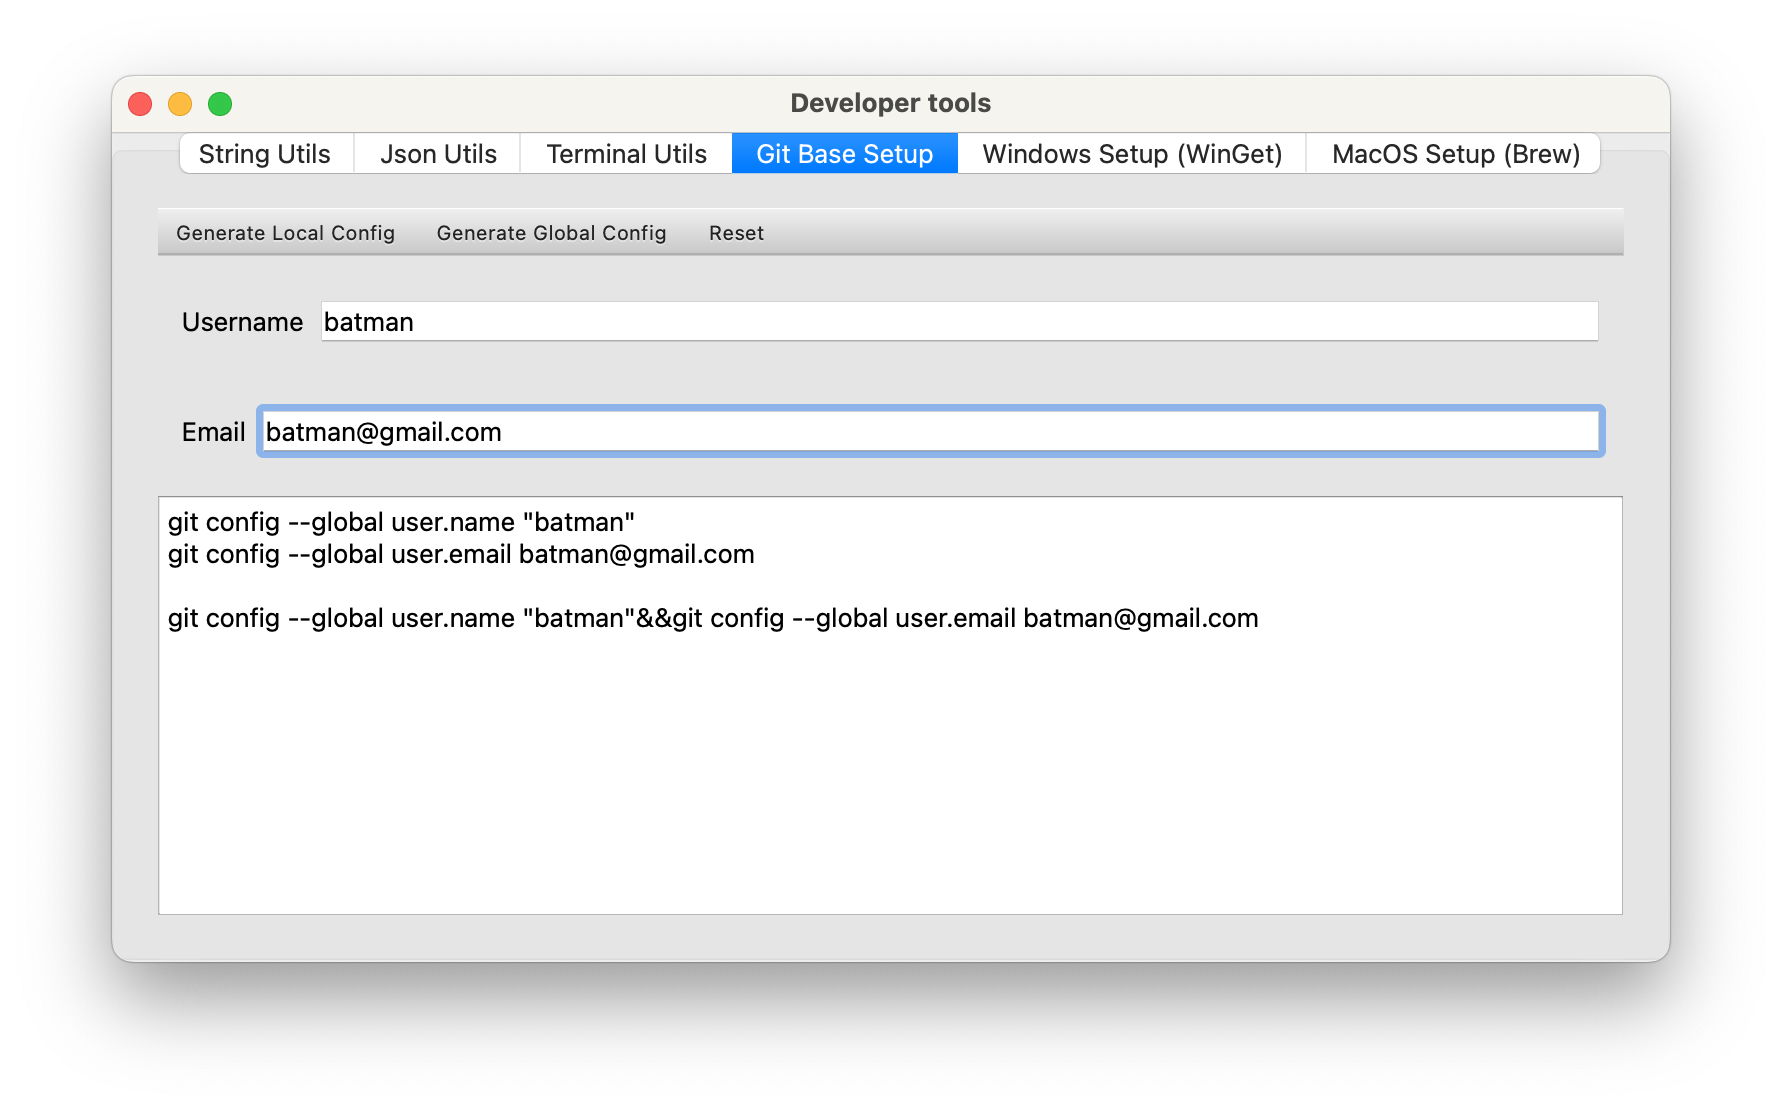 Developer tools
String Utils Json Utils Terminal Utils Git Base Setup Windows Setup (WinGet) MacOS Setup (Brew)
Generate Local Config Generate Global Config Reset
Username batman
Email batman@gmail.com
git config --global user.name "batman"
git config --global user.email batman@gmail.com
git config --global user.name "batman"&&git config --global user.email batman@gmail.com